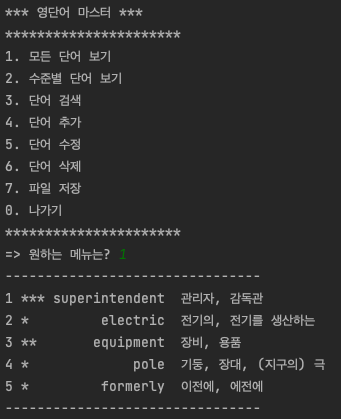 *** 영단어 마스터 ***
**********************
1. 모든 단어 보기
2. 수준별 단어 보기
3. 단어 검색
4. 단어 추가
5. 단어 수정
6. 단어 삭제
7. 파일 저장
0. 나가기
**********************
=> 원하는 메뉴는? 1
--------------------------------
1 *** superintendent 관리자, 감독관
2 * electric 전기의, 전기를 생산하는
3 ** equipment 장비, 용품
4 * pole 기둥, 장대, (지구의) 극
5 * formerly 이전에, 예전에
--------------------------------